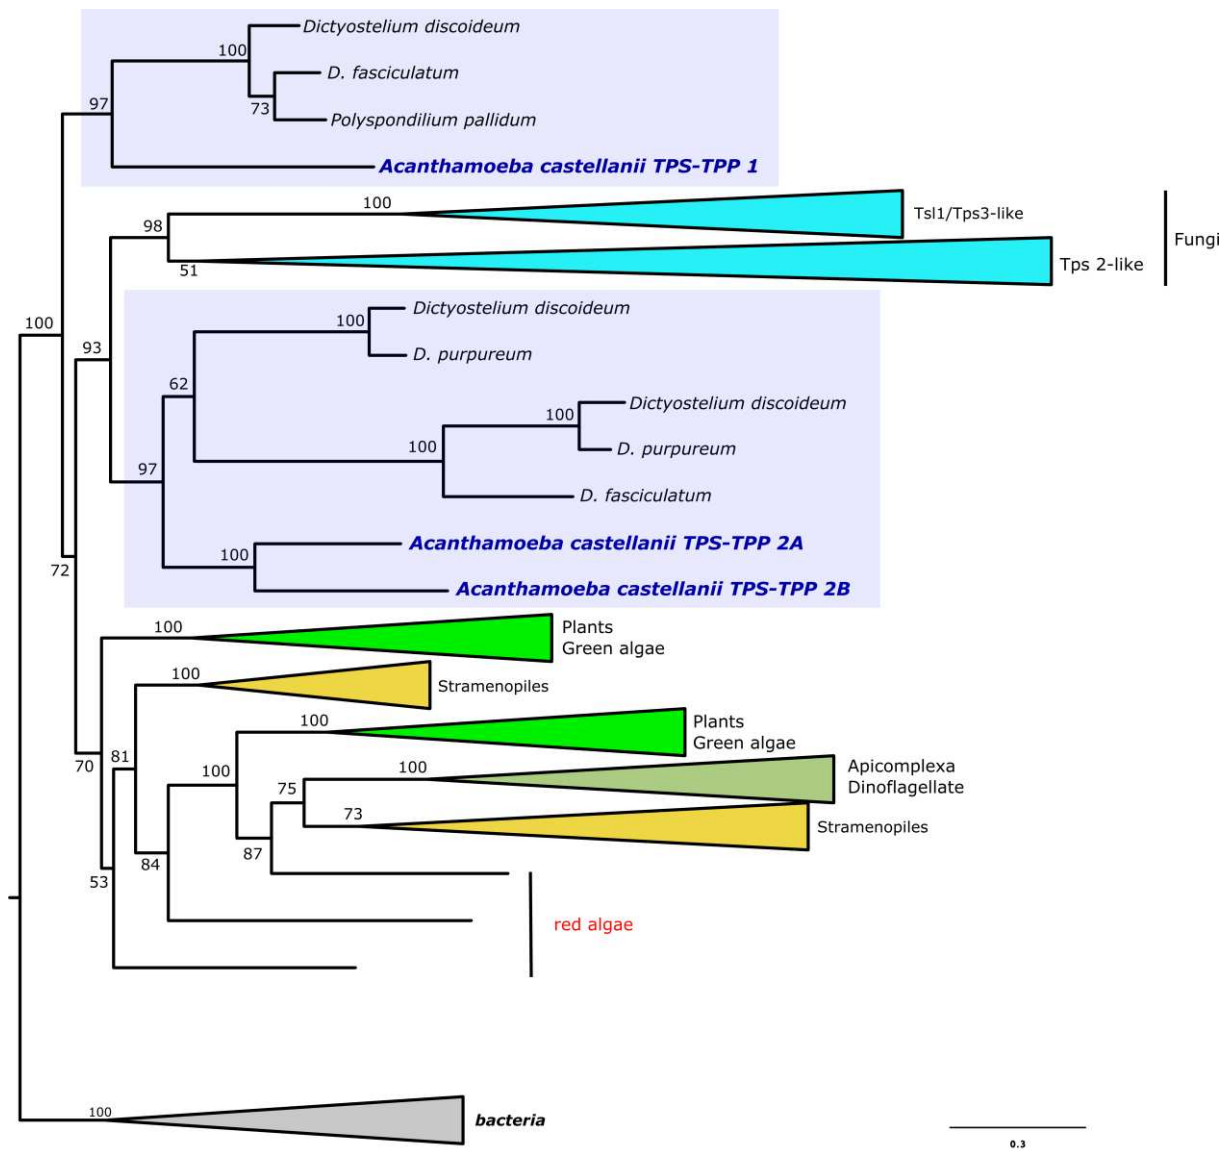 Dictyostelium discoideum
100
D. fasciculatum
73
97
Polyspondilium pallidum
Acanthamoeba castellanii TPS-TPP 1
100
Tsl1/Tps3-like
98
Fungi
51
Tps 2-like
Dictyostelium discoideum
100
100
93
D. purpureum
62
Dictyostelium discoideum
100
100
D. purpureum
97
D. fasciculatum
Acanthamoeba castellanii TPS-TPP 2A
100
72
Acanthamoeba castellanii TPS-TPP 2B
100
Plants
Green algae
100
Stramenopiles
100
Plants
Green algae
81
70
100
100
Apicomplexa
Dinoflagellate
75
73
Stramenopiles
87
84
53
red algae
100
bacteria
0.3